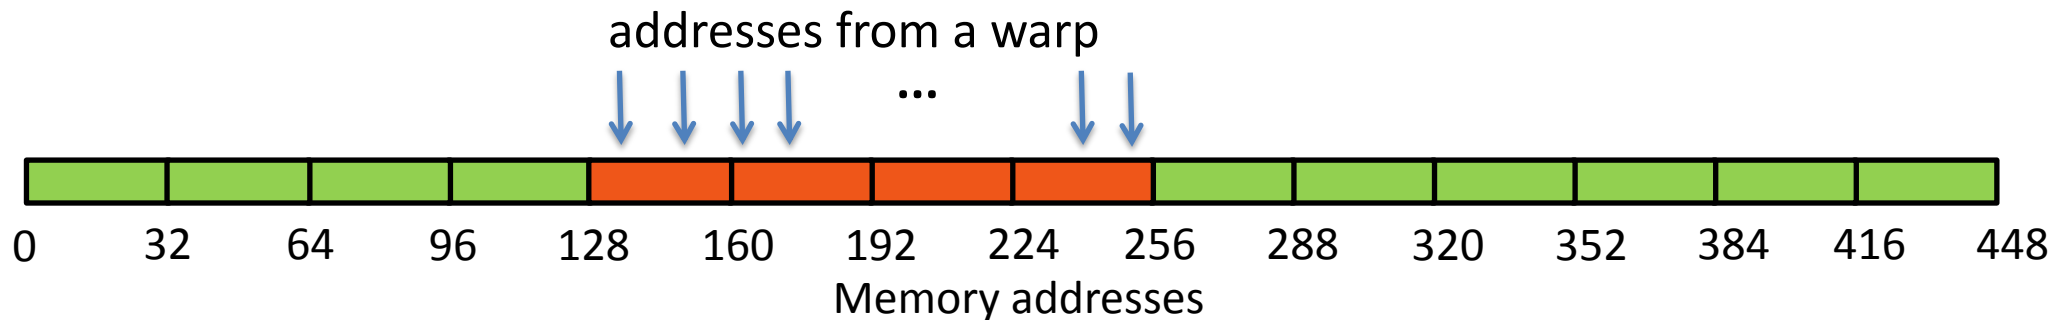 addresses from a warp
...
0 32 64 96 128 160 192 224 256 288 320 352 384 416 448
Memory addresses